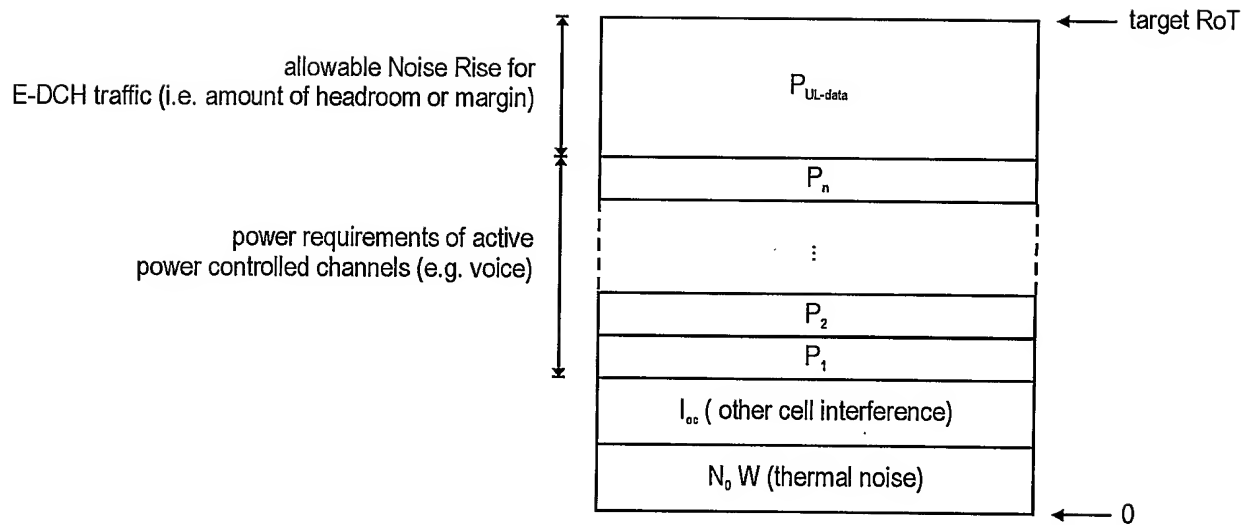 target RoT
allowable Noise Rise for
E-DCH traffic (i.e. amount of headroom or margin)
P_UL-data
P_n
power requirements of active
power controlled channels (e.g. voice)
⋮
P_2
P_1
I_oc ( other cell interference)
N_0 W (thermal noise)
0